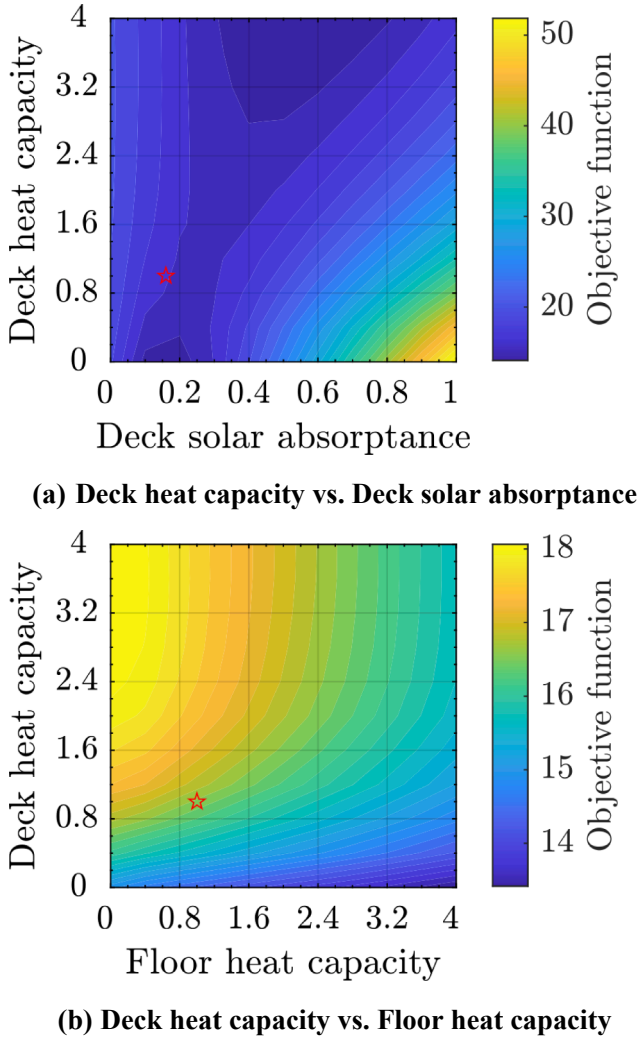 4
3.2
2.4
1.6
0.8
0
Deck heat capacity
0 0.2 0.4 0.6 0.8 1
Deck solar absorptance
50
40
30
20
Objective function
(a) Deck heat capacity vs. Deck solar absorptance
4
3.2
2.4
1.6
0.8
0
Deck heat capacity
0 0.8 1.6 2.4 3.2 4
Floor heat capacity
18
17
16
15
14
Objective function
(b) Deck heat capacity vs. Floor heat capacity